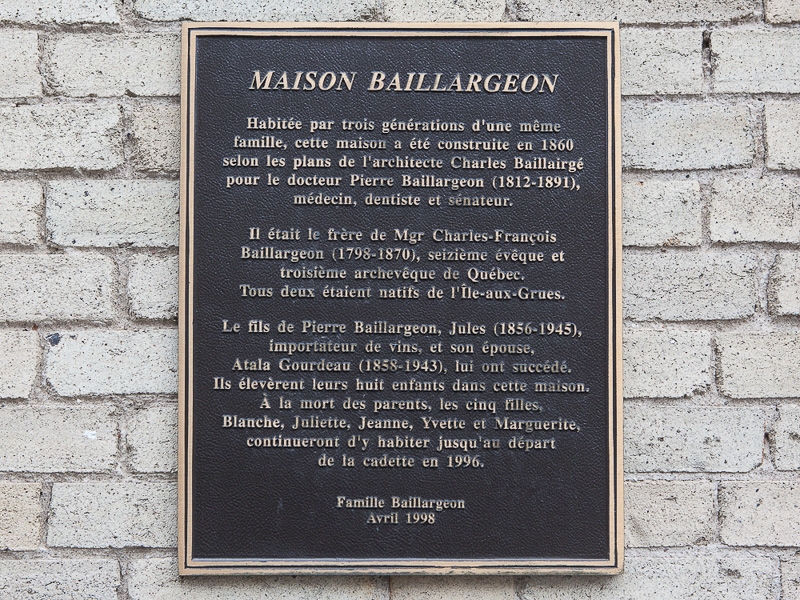 MAISON BAILLARGEON
Habitée par trois générations d'une même
famille, cette maison a été construite en 1860
selon les plans de l'architecte Charles Baillairgé
pour le docteur Pierre Baillargeon (1812-1891),
médecin, dentiste et sénateur.
Il était le frère de Mgr Charles-François
Baillargeon (1798-1870), seizième évêque et
troisième archevêque de Québec.
Tous deux étaient natifs de l'Île-aux-Grues.
Le fils de Pierre Baillargeon, Jules (1856-1945),
importateur de vins, et son épouse,
Atala Gourdeau (1858-1943), lui ont succédé.
Ils élevèrent leurs huit enfants dans cette maison.
À la mort des parents, les cinq filles,
Blanche, Juliette, Jeanne, Yvette et Marguerite,
continueront d'y habiter jusqu'au départ
de la cadette en 1996.
Famille Baillargeon
Avril 1998